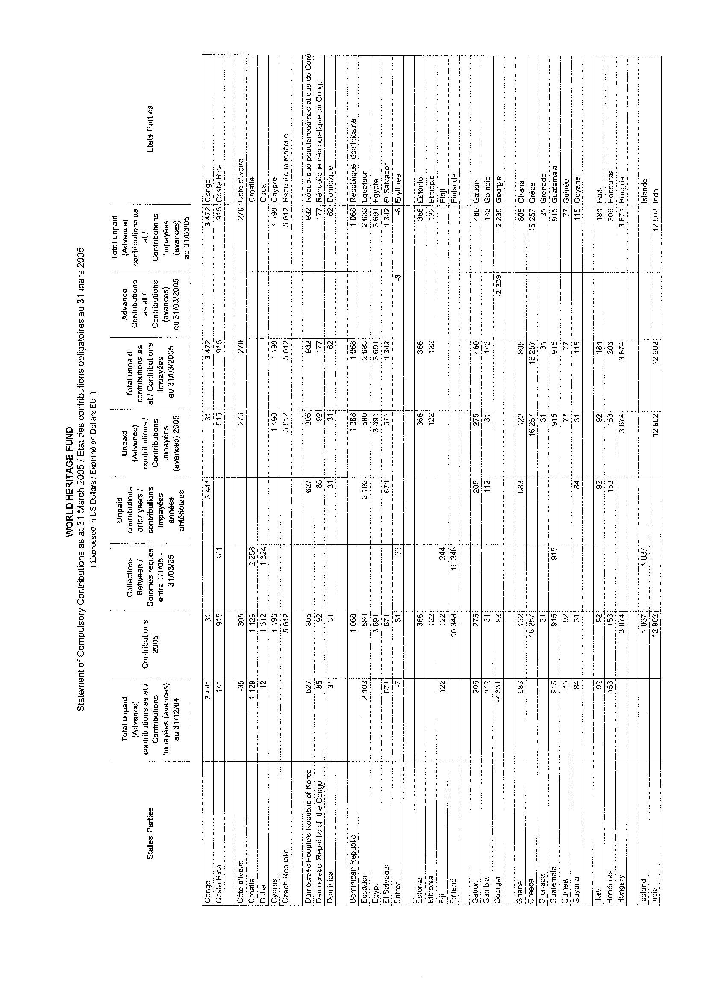 WORLD HERITAGE FUND
Statement of Compulsory Contributions as at 31 March 2005 / Etat des contributions obligatoires au 31 mars 2005
( Expressed in US Dollars / Exprimé en Dollars EU )
States Parties
Total unpaid
(Advance)
contributions as at /
Contributions
Impayées (avances)
au 31/12/04
Contributions
2005
Collections
Between /
Sommes reçues
entre 1/1/05 -
31/03/05
Unpaid
contributions
prior years /
contributions
impayées
années
antérieures
Unpaid
(Advance)
contributions /
Contributions
impayées
(avances) 2005
Total unpaid
contributions as
at / Contributions
Impayées
au 31/03/2005
Advance
Contributions
as at /
Contributions
(avances)
au 31/03/2005
Total unpaid
(Advance)
contributions as
at /
Contributions
Impayées
(avances)
au 31/03/05
Etats Parties
Congo 3 441 31 3 441 31 3 472 3 472 Congo
Costa Rica 141 915 141 915 915 915 Costa Rica
Côte d'Ivoire -35 305 270 270 270 Côte d'Ivoire
Croatia 1 129 1 129 2 258 Croatie
Cuba 12 1 312 1 324 Cuba
Cyprus 1 190 1 190 1 190 1 190 Chypre
Czech Republic 5 612 5 612 5 612 5 612 République tchèque
Democratic People's Republic of Korea 627 305 627 305 932 932 République populairedémocratique de Coré
Democratic Republic of the Congo 85 92 85 92 177 177 République démocratique du Congo
Dominica 31 31 31 31 62 62 Dominique
Dominican Republic 1 068 1 068 1 068 1 068 République dominicaine
Ecuador 2 103 580 2 103 580 2 683 2 683 Equateur
Egypt 3 691 3 691 3 691 3 691 Egypte
El Salvador 671 671 671 671 1 342 1 342 El Salvador
Eritrea -7 31 32 -8 -8 Erythrée
Estonia 366 366 366 366 Estonie
Ethiopia 122 122 122 122 Ethiopie
Fiji 122 122 244 Fidji
Finland 16 348 16 348 Finlande
Gabon 205 275 205 275 480 480 Gabon
Gambia 112 31 112 31 143 143 Gambie
Georgia -2 331 92 -2 239 -2 239 Géorgie
Ghana 683 122 683 122 805 805 Ghana
Greece 16 257 16 257 16 257 16 257 Grèce
Grenada 31 31 31 31 Grenade
Guatemala 915 915 915 915 915 915 Guatemala
Guinea -15 92 77 77 77 Guinée
Guyana 84 31 84 31 115 115 Guyana
Haiti 92 92 92 92 184 184 Haïti
Honduras 153 153 153 153 306 306 Honduras
Hungary 3 874 3 874 3 874 3 874 Hongrie
Iceland 1 037 1 037 Islande
India 12 902 12 902 12 902 12 902 Inde